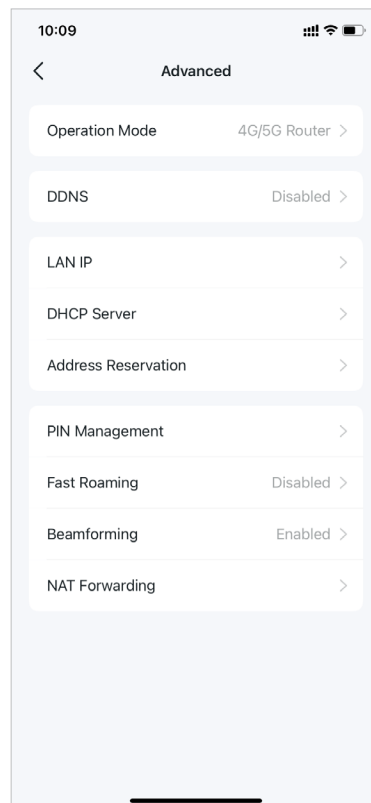 10:09
Advanced
Operation Mode 4G/5G Router
DDNS Disabled
LAN IP
DHCP Server
Address Reservation
PIN Management
Fast Roaming Disabled
Beamforming Enabled
NAT Forwarding